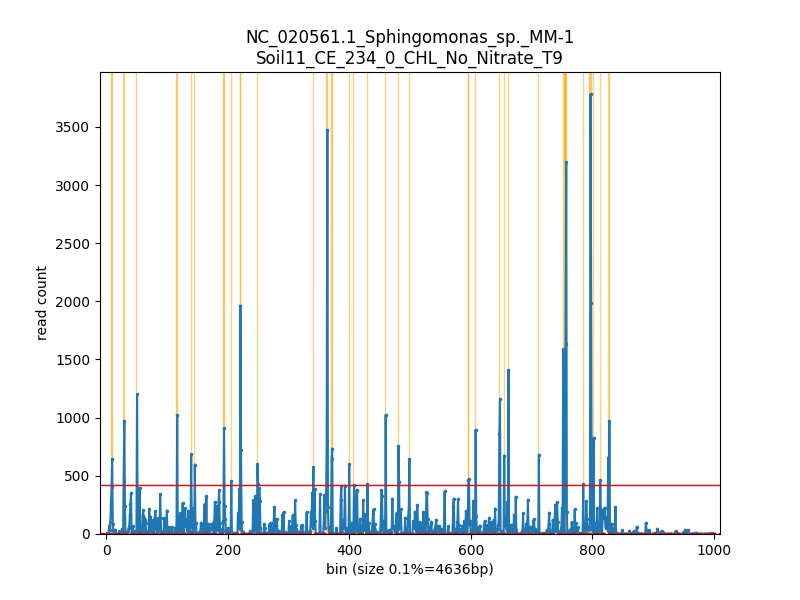 NC_020561.1_Sphingomonas_sp._MM-1
Soil11_CE_234_0_CHL_No_Nitrate_T9
3500
3000
2500
2000
1500
1000
500
0
read count
0 200 400 600 800 1000
bin (size 0.1%=4636bp)